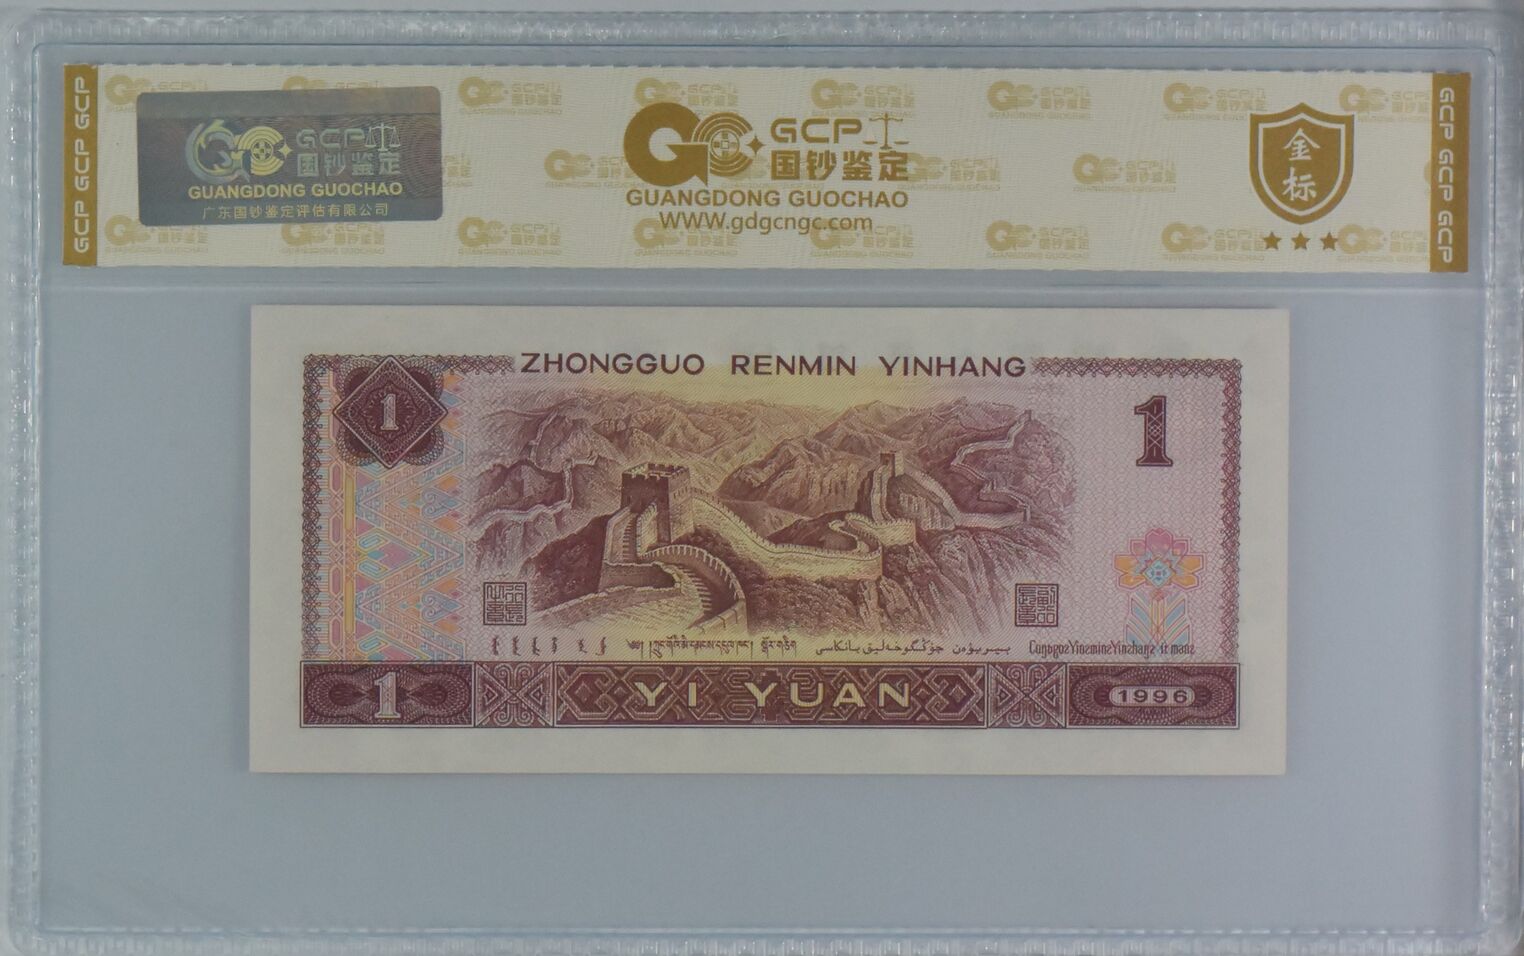 GCP GCP GCP
GCP
国钞鉴定
GUANGDONG GUOCHAO
广东国钞鉴定评估有限公司
GCP
国钞鉴定
GUANGDONG GUOCHAO
WWW.gdgcngc.com
金标
GCP GCP GCP
ZHONGGUO RENMIN YINHANG
1
1
1
YI YUAN
1996